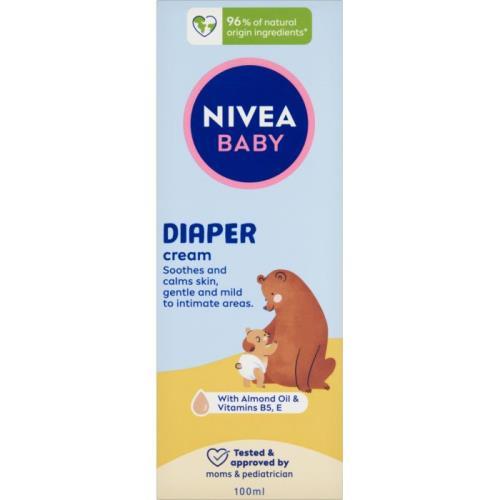 96% of natural
origin ingredients*
NIVEA
BABY
DIAPER
cream
Soothes and
calms skin,
gentle and mild
to intimate areas.
With Almond Oil &
Vitamins B5, E
Tested &
approved by
moms & pediatrician
100ml